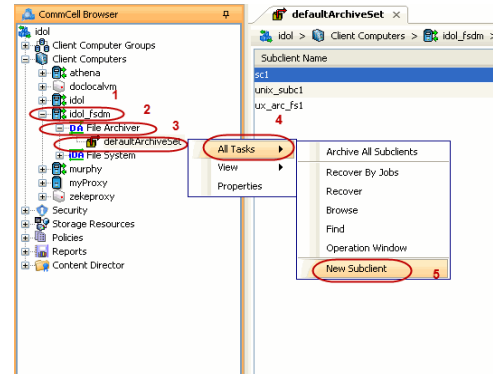 CommCell Browser
idol
Client Computer Groups
Client Computers
athena
doclocalvm
1
idol
idol_fsdm
2
DA File Archiver
3
defaultArchiveSet
iDA File System
murphy
myProxy
zekeproxy
Security
Storage Resources
Policies
Reports
Content Director
defaultArchiveSet
idol > Client Computers > idol_fsdm >
Subclient Name
sc1
unix_subc1
ux_arc_fs1
4
All Tasks
View
Properties
Archive All Subclients
Recover By Jobs
Recover
Browse
Find
Operation Window
New Subclient
5